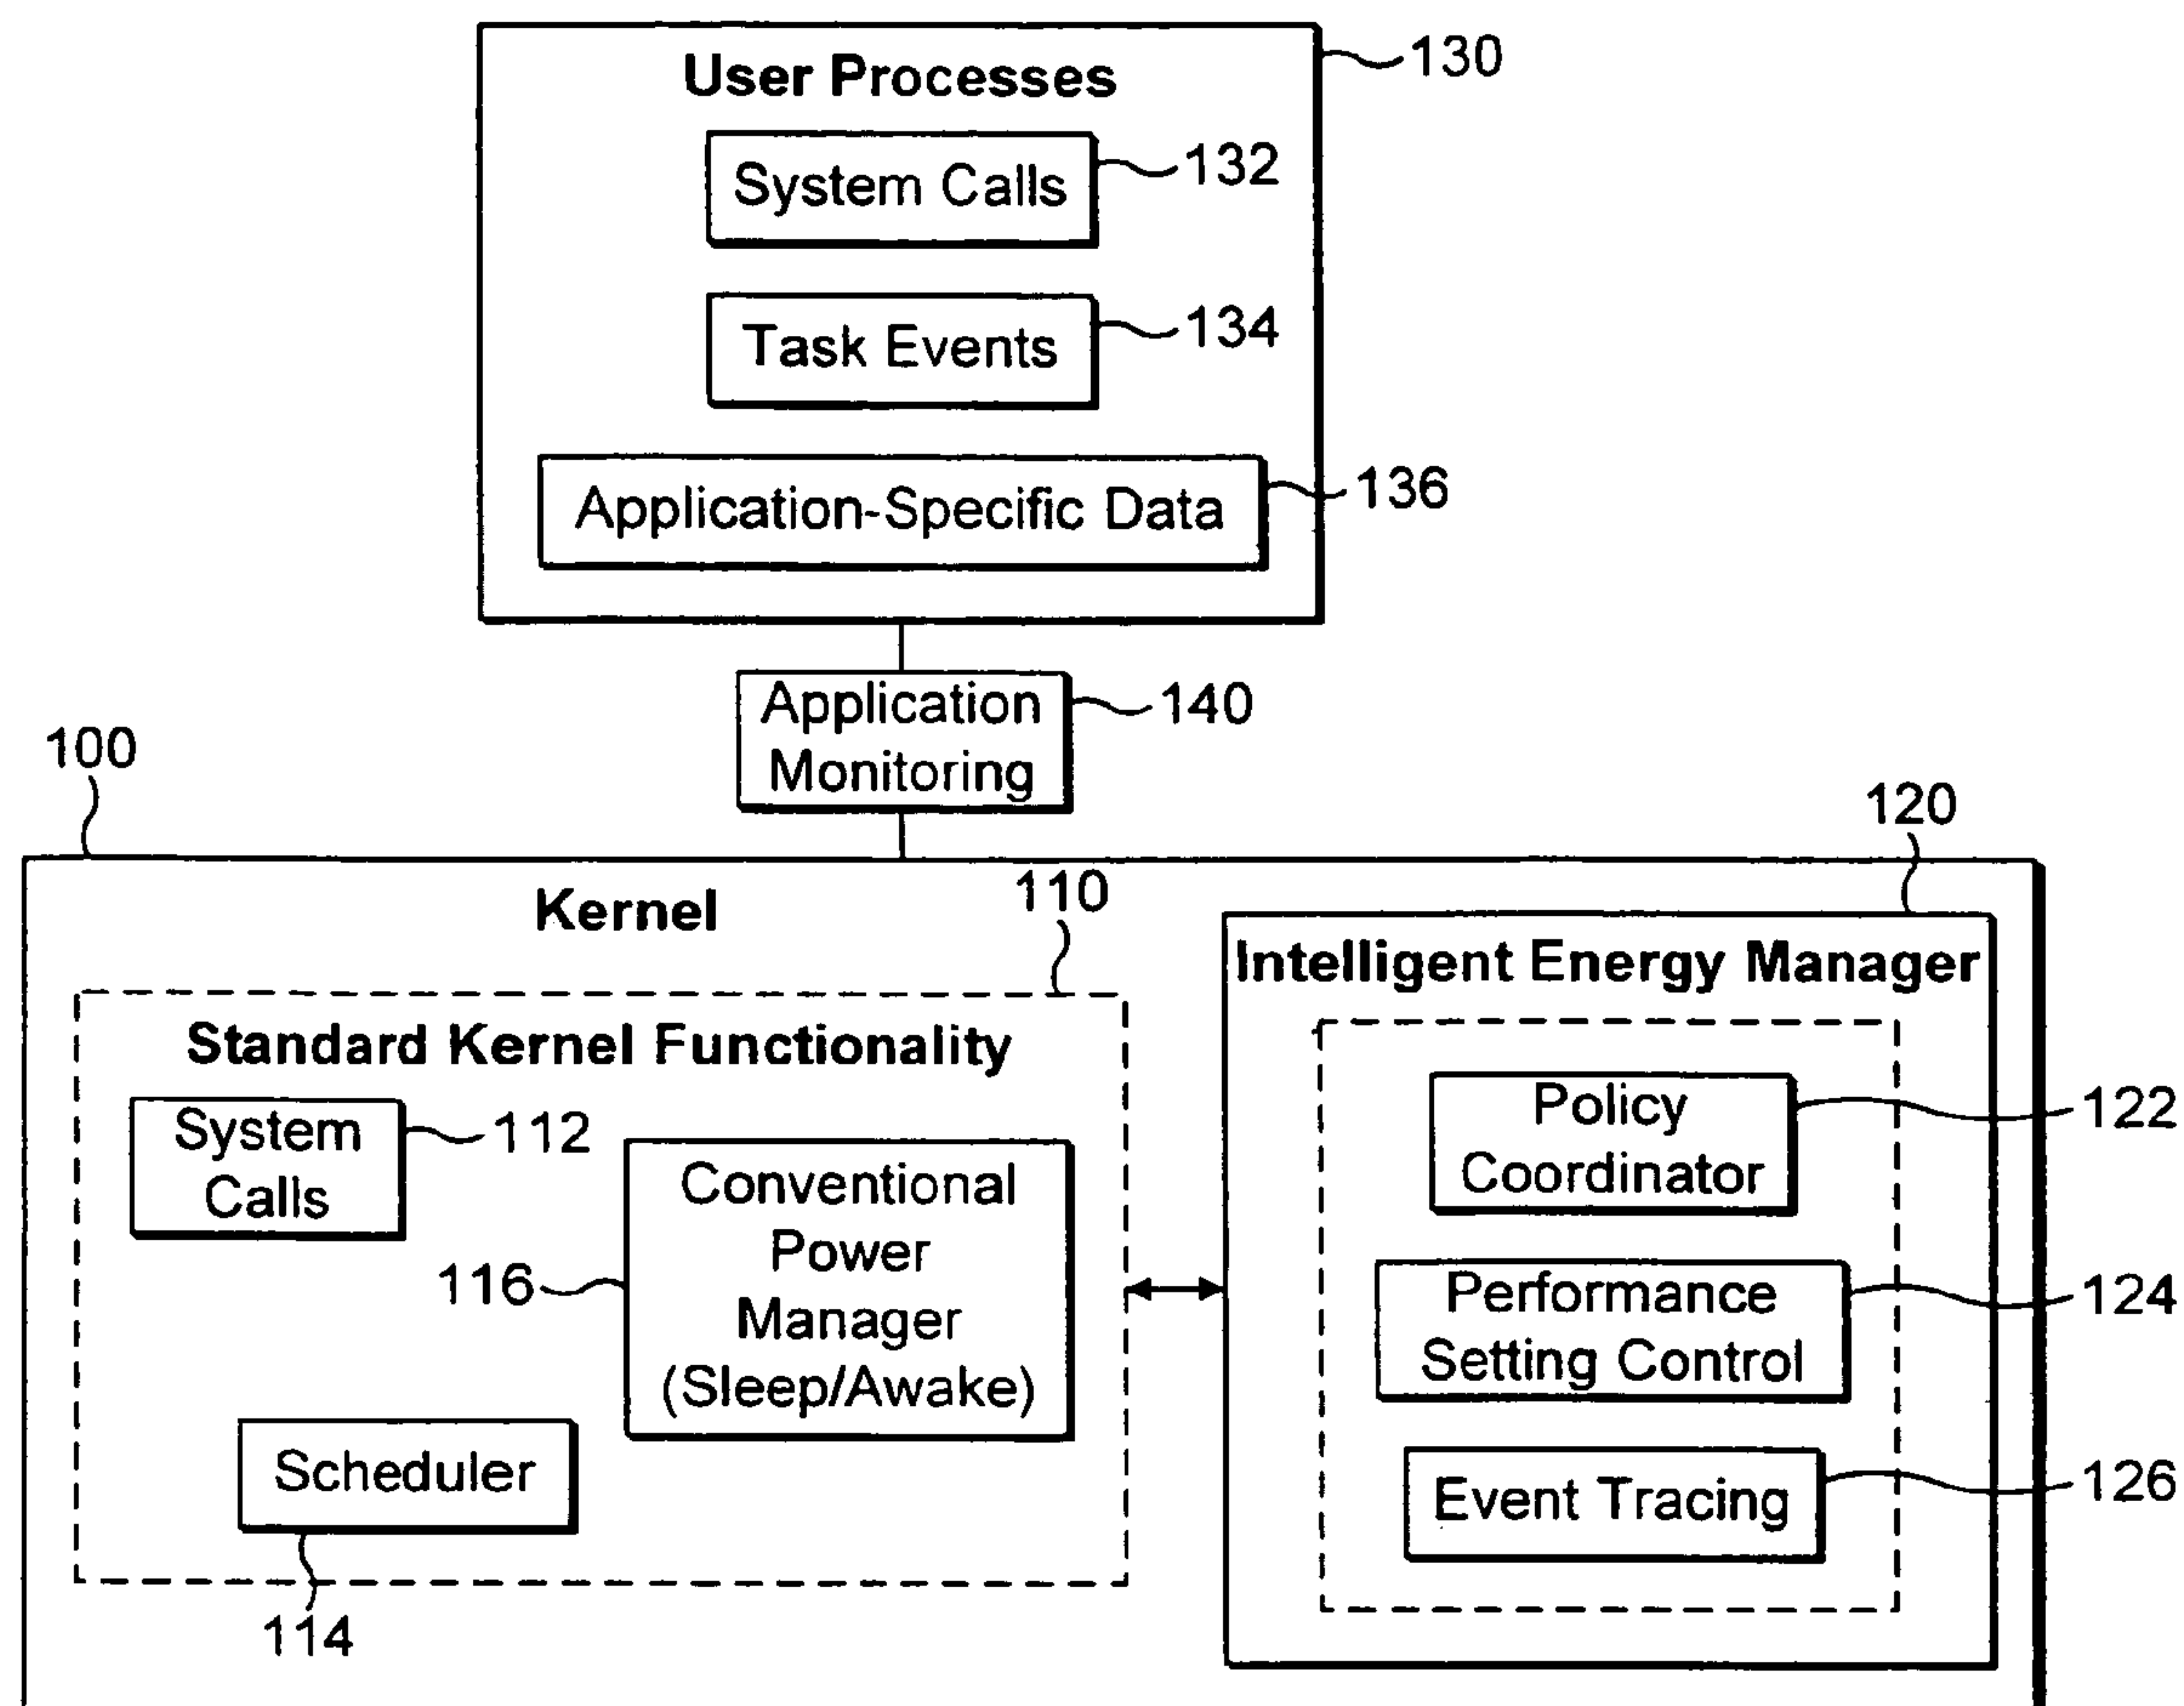 User Processes
130
System Calls
132
Task Events
134
Application-Specific Data
136
Application
Monitoring
140
100
120
Kernel
110
Intelligent Energy Manager
Standard Kernel Functionality
System
Calls
112
Conventional
Power
Manager
(Sleep/Awake)
116
Scheduler
114
Policy
Coordinator
122
Performance
Setting Control
124
Event Tracing
126